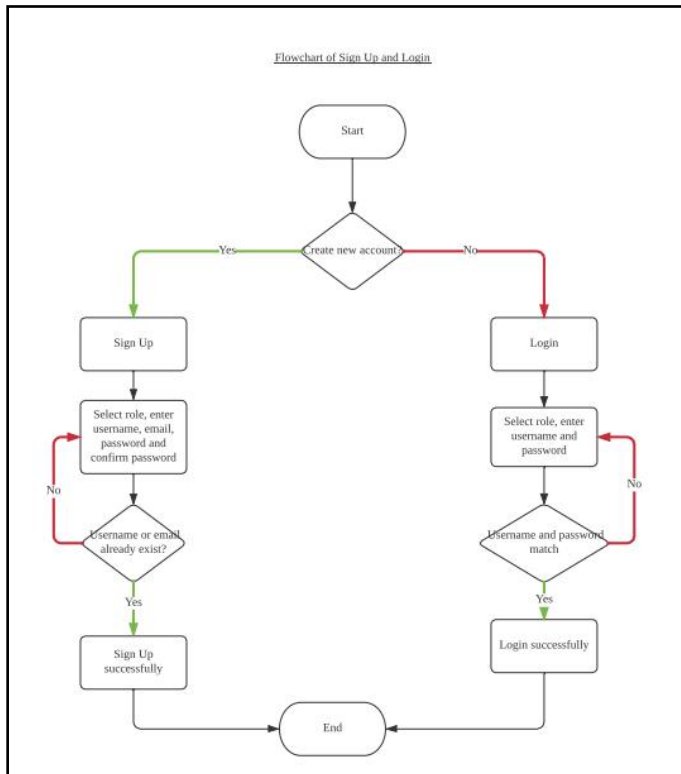 Flowchart of Sign Up and Login
Start
Create new account?
Yes
No
Sign Up
Login
Select role, enter
username, email,
password and
confirm password
Select role, enter
username and
password
No
No
Username or email
already exist?
Username and password
match
Yes
Yes
Sign Up
successfully
Login successfully
End